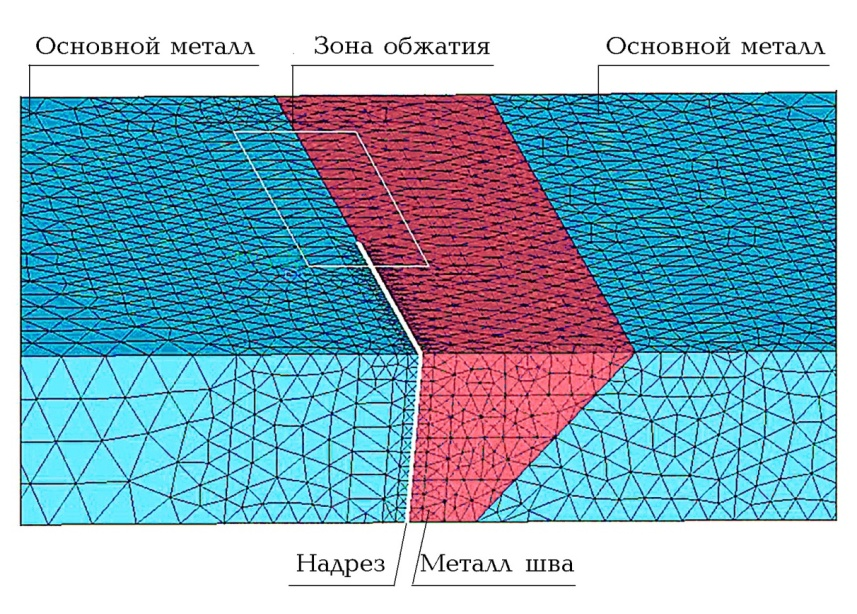 Основной металл
Зона обжатия
Основной металл
Надрез
Металл шва